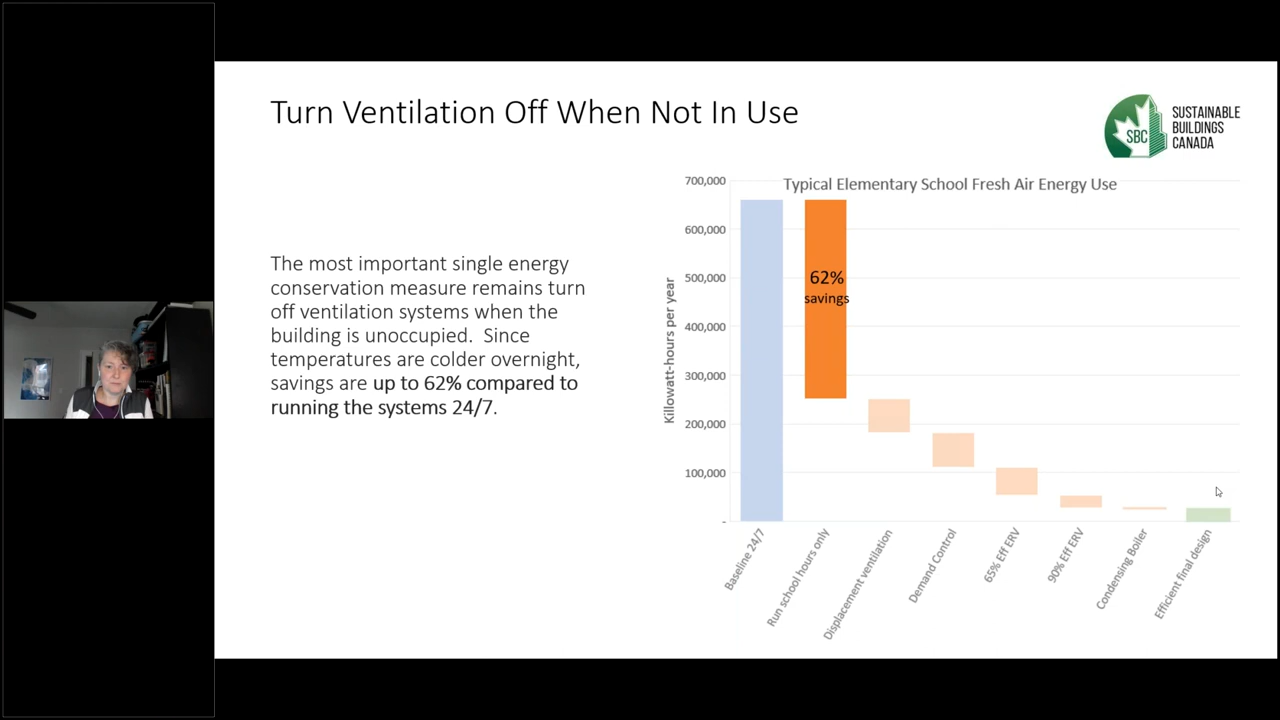 Turn Ventilation Off When Not In Use
SBC
SUSTAINABLE
BUILDINGS
CANADA
The most important single energy
conservation measure remains turn
off ventilation systems when the
building is unoccupied. Since
temperatures are colder overnight,
savings are up to 62% compared to
running the systems 24/7.
Typical Elementary School Fresh Air Energy Use
Killowatt-hours per year
700,000
600,000
500,000
400,000
300,000
200,000
100,000
-
62%
savings
Baseline 24/7
Run school hours only
Displacement ventilation
Demand Control
65% Eff ERV
90% Eff ERV
Condensing Boiler
Efficient final design